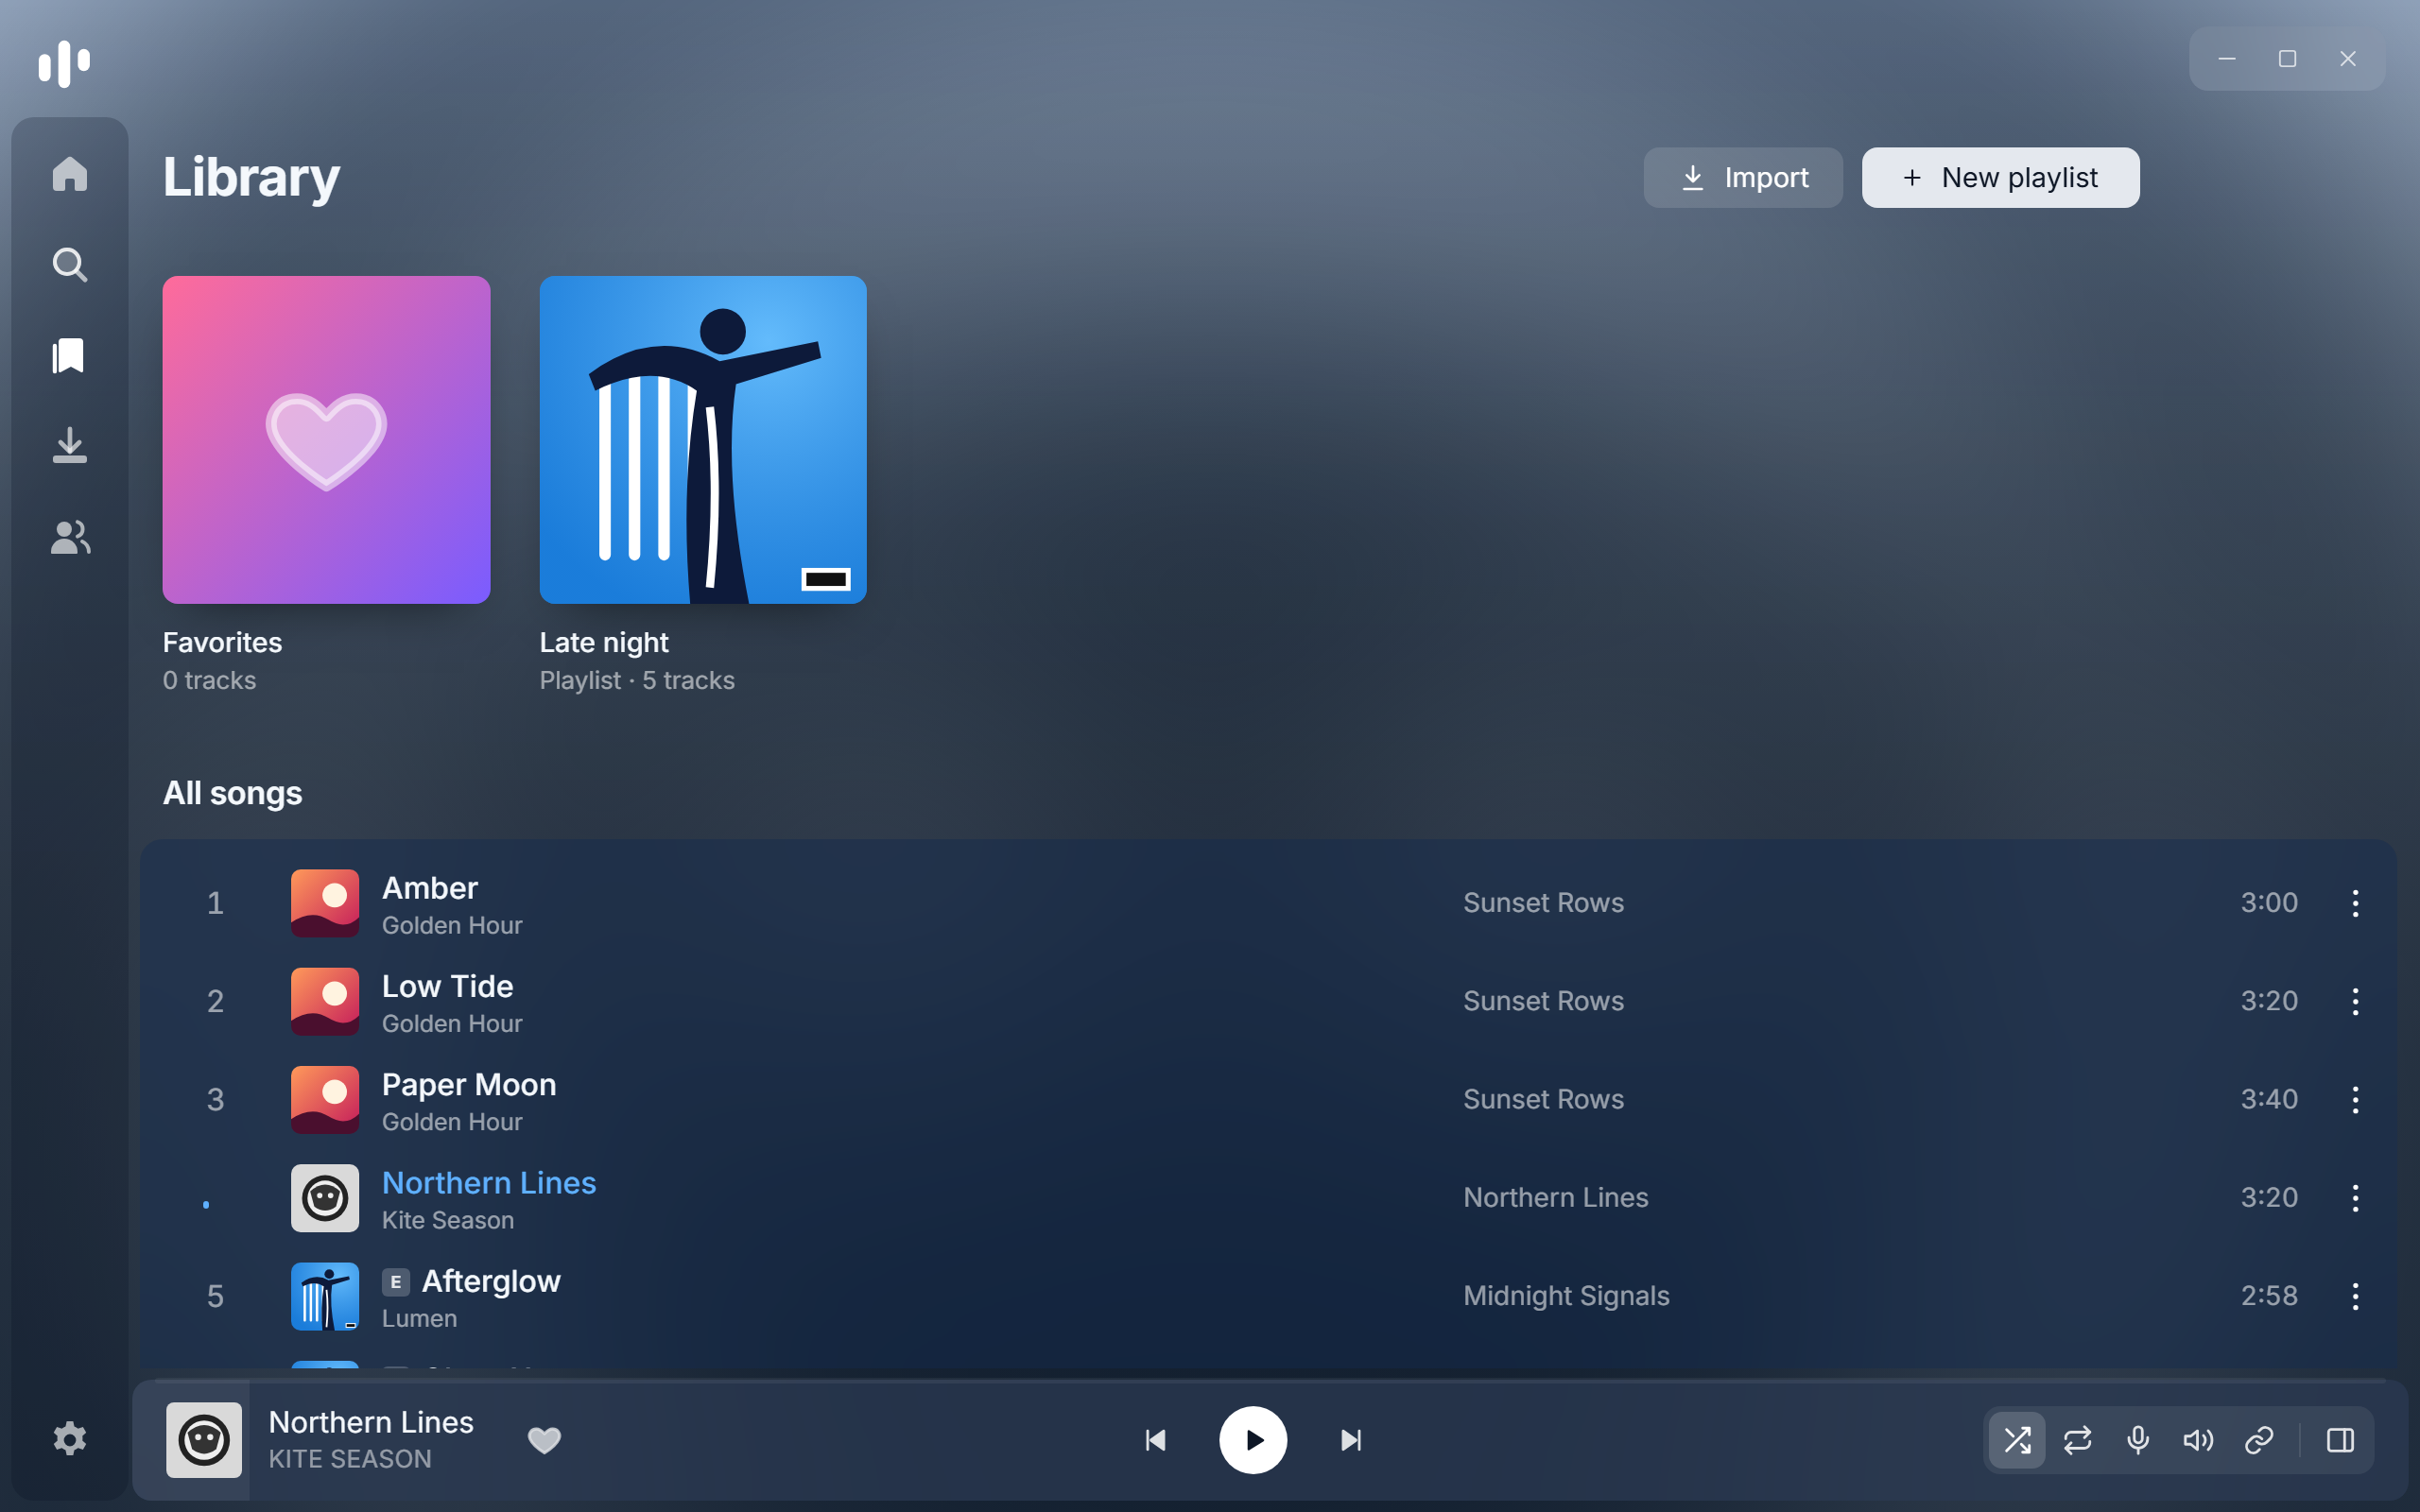 Library
Import
New playlist
Favorites
0 tracks
Late night
Playlist · 5 tracks
All songs
1
Amber
Golden Hour
Sunset Rows
3:00
2
Low Tide
Golden Hour
Sunset Rows
3:20
3
Paper Moon
Golden Hour
Sunset Rows
3:40
Northern Lines
Kite Season
Northern Lines
3:20
5
E Afterglow
Lumen
Midnight Signals
2:58
Northern Lines
KITE SEASON